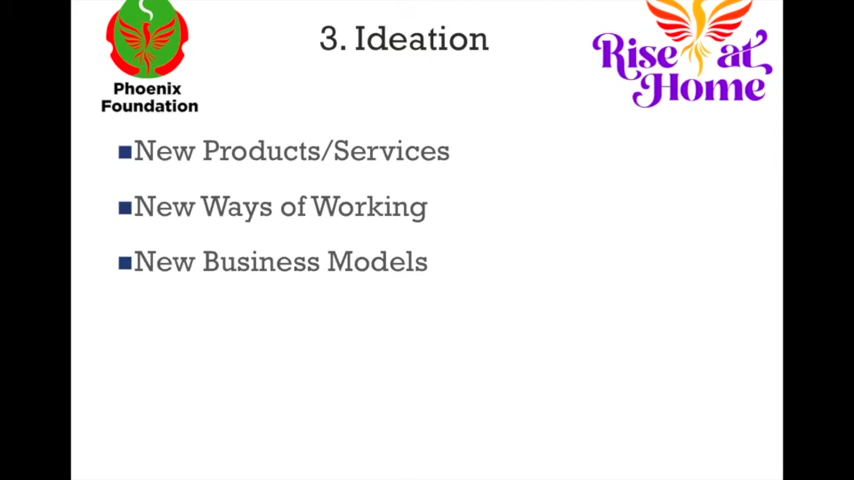 3. Ideation
Phoenix
Foundation
Rise at
Home
New Products/Services
New Ways of Working
New Business Models